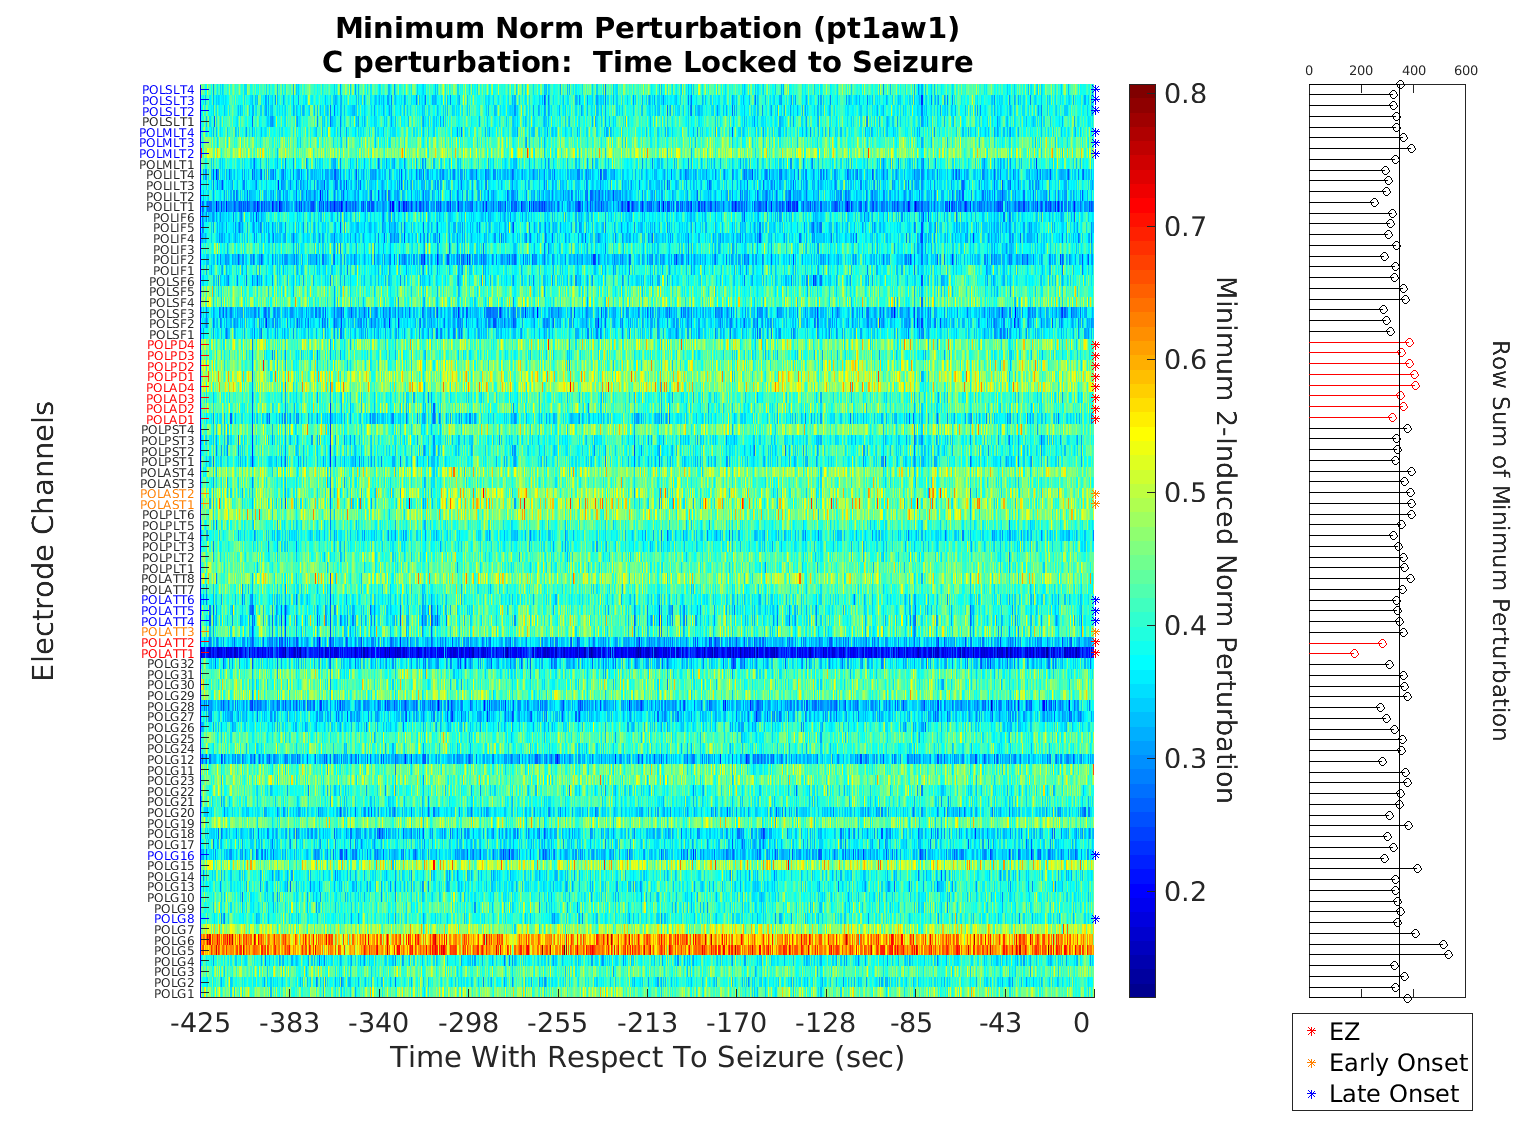 Minimum Norm Perturbation (pt1aw1)
C perturbation:  Time Locked to Seizure
Electrode Channels
POLSLT4
POLSLT3
POLSLT2
POLSLT1
POLMLT4
POLMLT3
POLMLT2
POLMLT1
POLILT4
POLILT3
POLILT2
POLILT1
POLIF6
POLIF5
POLIF4
POLIF3
POLIF2
POLIF1
POLSF6
POLSF5
POLSF4
POLSF3
POLSF2
POLSF1
POLPD4
POLPD3
POLPD2
POLPD1
POLAD4
POLAD3
POLAD2
POLAD1
POLPST4
POLPST3
POLPST2
POLPST1
POLAST4
POLAST3
POLAST2
POLAST1
POLPLT6
POLPLT5
POLPLT4
POLPLT3
POLPLT2
POLPLT1
POLATT8
POLATT7
POLATT6
POLATT5
POLATT4
POLATT3
POLATT2
POLATT1
POLG32
POLG31
POLG30
POLG29
POLG28
POLG27
POLG26
POLG25
POLG24
POLG12
POLG11
POLG23
POLG22
POLG21
POLG20
POLG19
POLG18
POLG17
POLG16
POLG15
POLG14
POLG13
POLG10
POLG9
POLG8
POLG7
POLG6
POLG5
POLG4
POLG3
POLG2
POLG1
-425 -383 -340 -298 -255 -213 -170 -128 -85 -43 0
Time With Respect To Seizure (sec)
0.8
0.7
0.6
0.5
0.4
0.3
0.2
Minimum 2-Induced Norm Perturbation
0 200 400 600
Row Sum of Minimum Perturbation
EZ
Early Onset
Late Onset